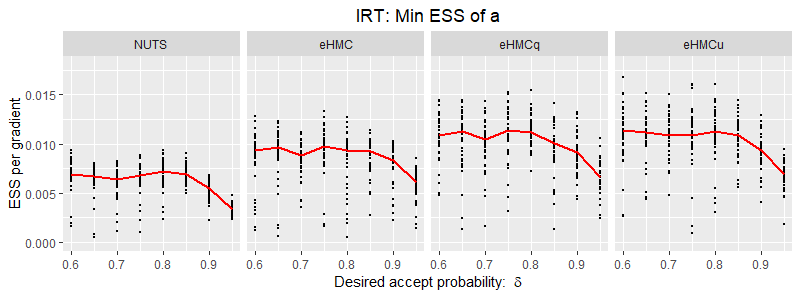 IRT: Min ESS of a
NUTS eHMC eHMCq eHMCu
ESS per gradient
0.015
0.010
0.005
0.000
0.6 0.7 0.8 0.9 0.6 0.7 0.8 0.9 0.6 0.7 0.8 0.9 0.6 0.7 0.8 0.9
Desired accept probability: δ